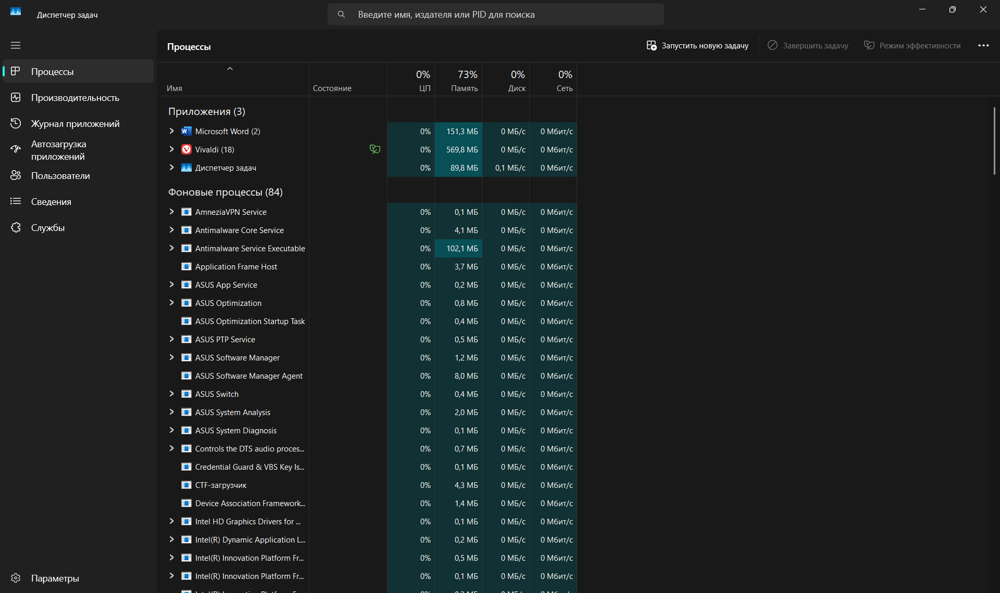 Диспетчер задач
Введите имя, издателя или PID для поиска
Процессы
Производительность
Журнал приложений
Автозагрузка
приложений
Пользователи
Сведения
Службы
Параметры
Процессы
Запустить новую задачу
Завершить задачу
Режим эффективности
0% 73% 0% 0%
Имя Состояние ЦП Память Диск Сеть
Приложения (3)
Microsoft Word (2) 0% 151,3 МБ 0 МБ/с 0 Мбит/с
Vivaldi (18) 0% 569,8 МБ 0 МБ/с 0 Мбит/с
Диспетчер задач 0% 89,8 МБ 0,1 МБ/с 0 Мбит/с
Фоновые процессы (84)
AmneziaVPN Service 0% 0,1 МБ 0 МБ/с 0 Мбит/с
Antimalware Core Service 0% 4,1 МБ 0 МБ/с 0 Мбит/с
Antimalware Service Executable 0% 102,1 МБ 0 МБ/с 0 Мбит/с
Application Frame Host 0% 3,7 МБ 0 МБ/с 0 Мбит/с
ASUS App Service 0% 0,2 МБ 0 МБ/с 0 Мбит/с
ASUS Optimization 0% 0,8 МБ 0 МБ/с 0 Мбит/с
ASUS Optimization Startup Task 0% 0,4 МБ 0 МБ/с 0 Мбит/с
ASUS PTP Service 0% 0,5 МБ 0 МБ/с 0 Мбит/с
ASUS Software Manager 0% 1,2 МБ 0 МБ/с 0 Мбит/с
ASUS Software Manager Agent 0% 8,0 МБ 0 МБ/с 0 Мбит/с
ASUS Switch 0% 0,4 МБ 0 МБ/с 0 Мбит/с
ASUS System Analysis 0% 2,0 МБ 0 МБ/с 0 Мбит/с
ASUS System Diagnosis 0% 0,1 МБ 0 МБ/с 0 Мбит/с
Controls the DTS audio proces... 0% 0,7 МБ 0 МБ/с 0 Мбит/с
Credential Guard & VBS Key Is... 0% 0,1 МБ 0 МБ/с 0 Мбит/с
CTF-загрузчик 0% 4,3 МБ 0 МБ/с 0 Мбит/с
Device Association Framework... 0% 1,4 МБ 0 МБ/с 0 Мбит/с
Intel HD Graphics Drivers for ... 0% 0,1 МБ 0 МБ/с 0 Мбит/с
Intel(R) Dynamic Application L... 0% 0,2 МБ 0 МБ/с 0 Мбит/с
Intel(R) Innovation Platform Fr... 0% 0,5 МБ 0 МБ/с 0 Мбит/с
Intel(R) Innovation Platform Fr... 0% 0,1 МБ 0 МБ/с 0 Мбит/с